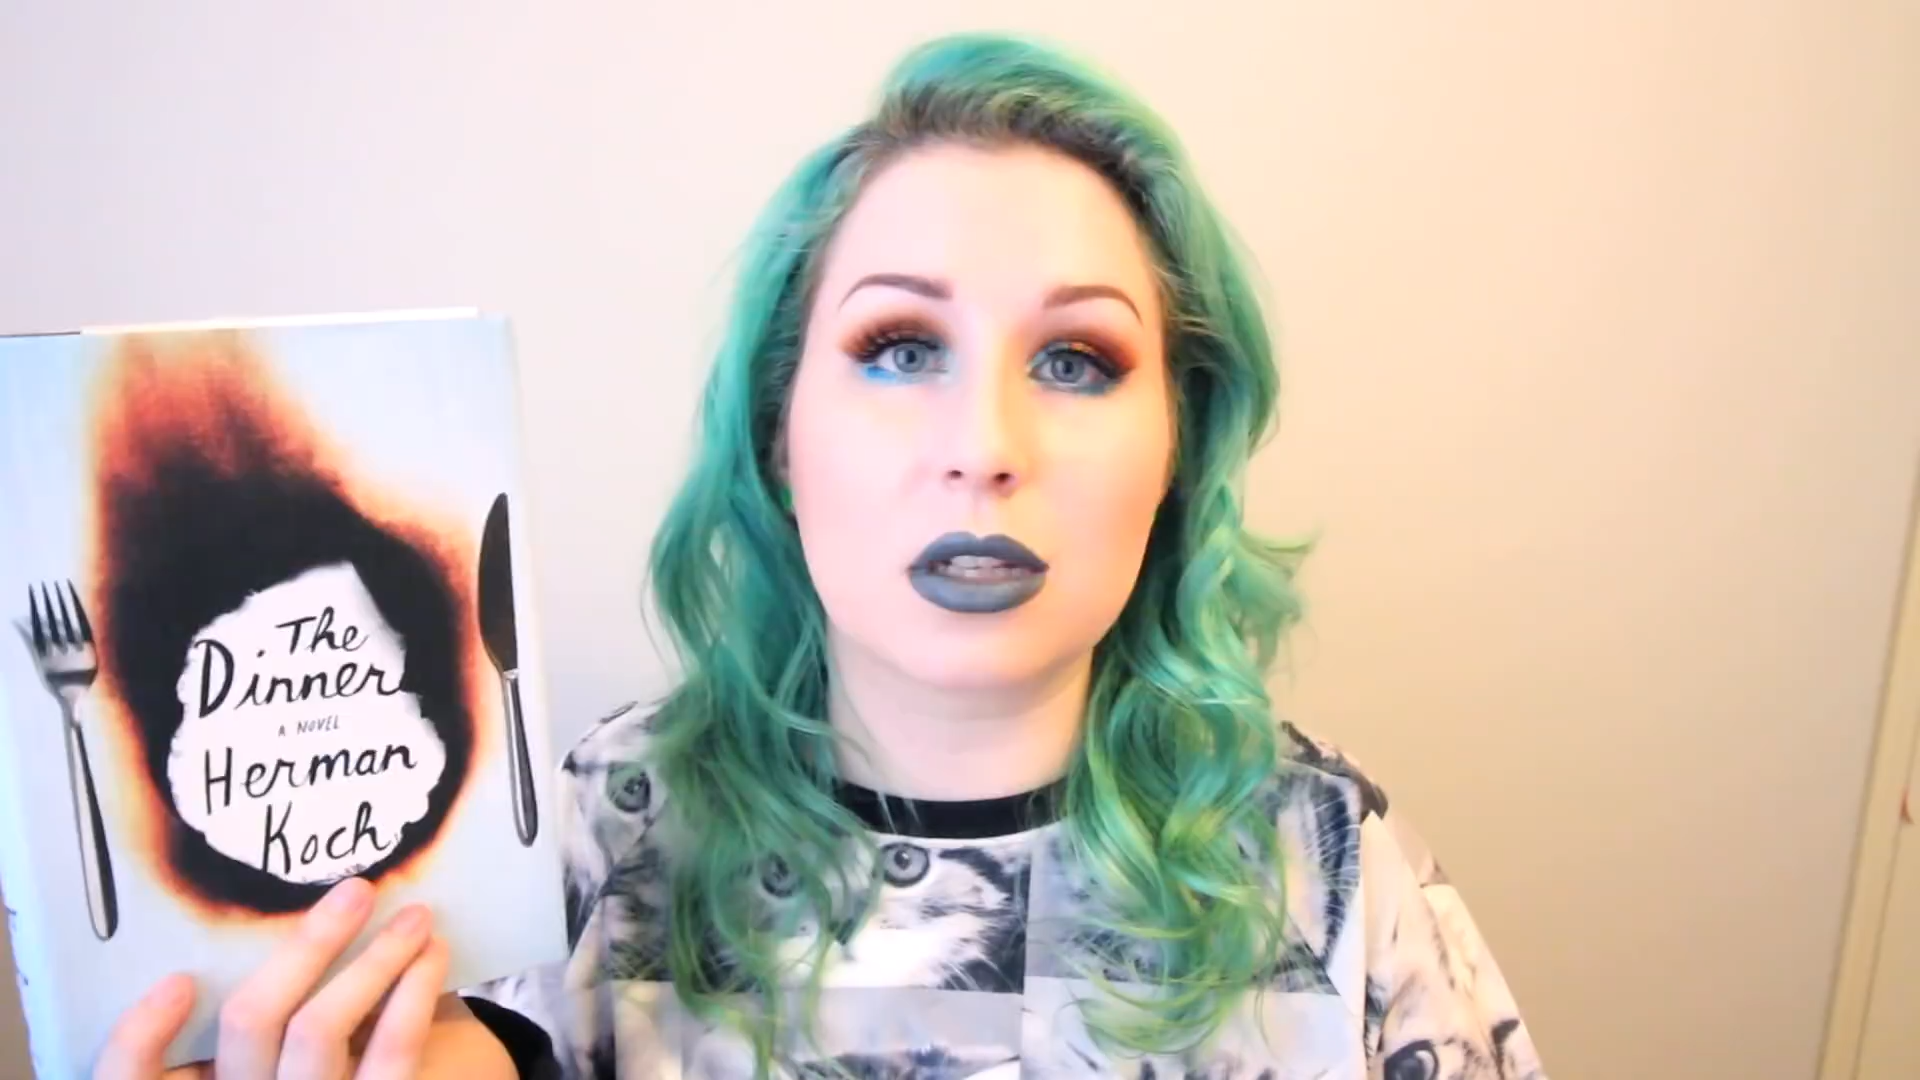 The
Dinner
A NOVEL
Herman
Koch